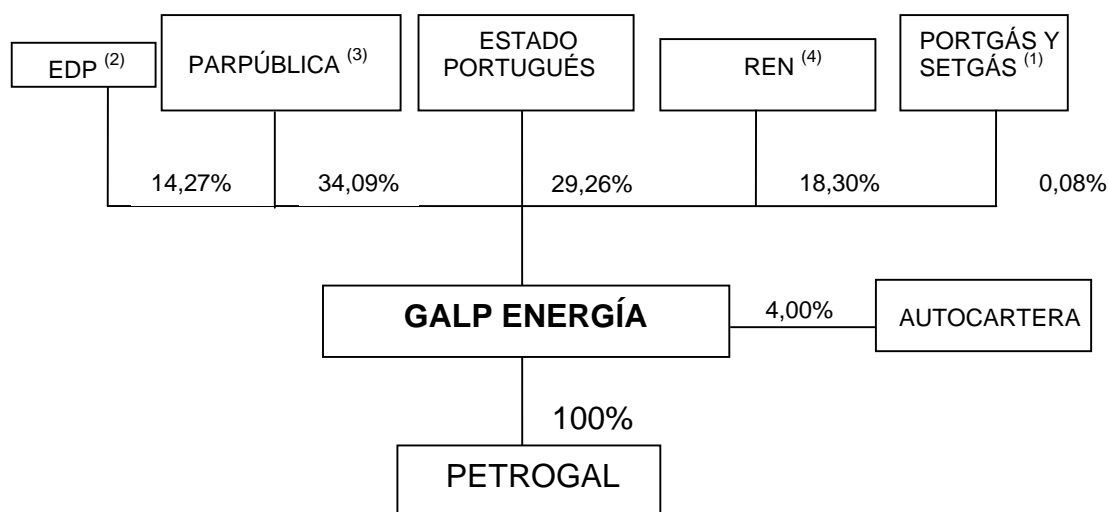 EDP (2)
PARPÚBLICA (3)
ESTADO
PORTUGUÉS
REN (4)
PORTGÁS Y
SETGÁS (1)
14,27%
34,09%
29,26%
18,30%
0,08%
GALP ENERGÍA
4,00%
AUTOCARTERA
100%
PETROGAL